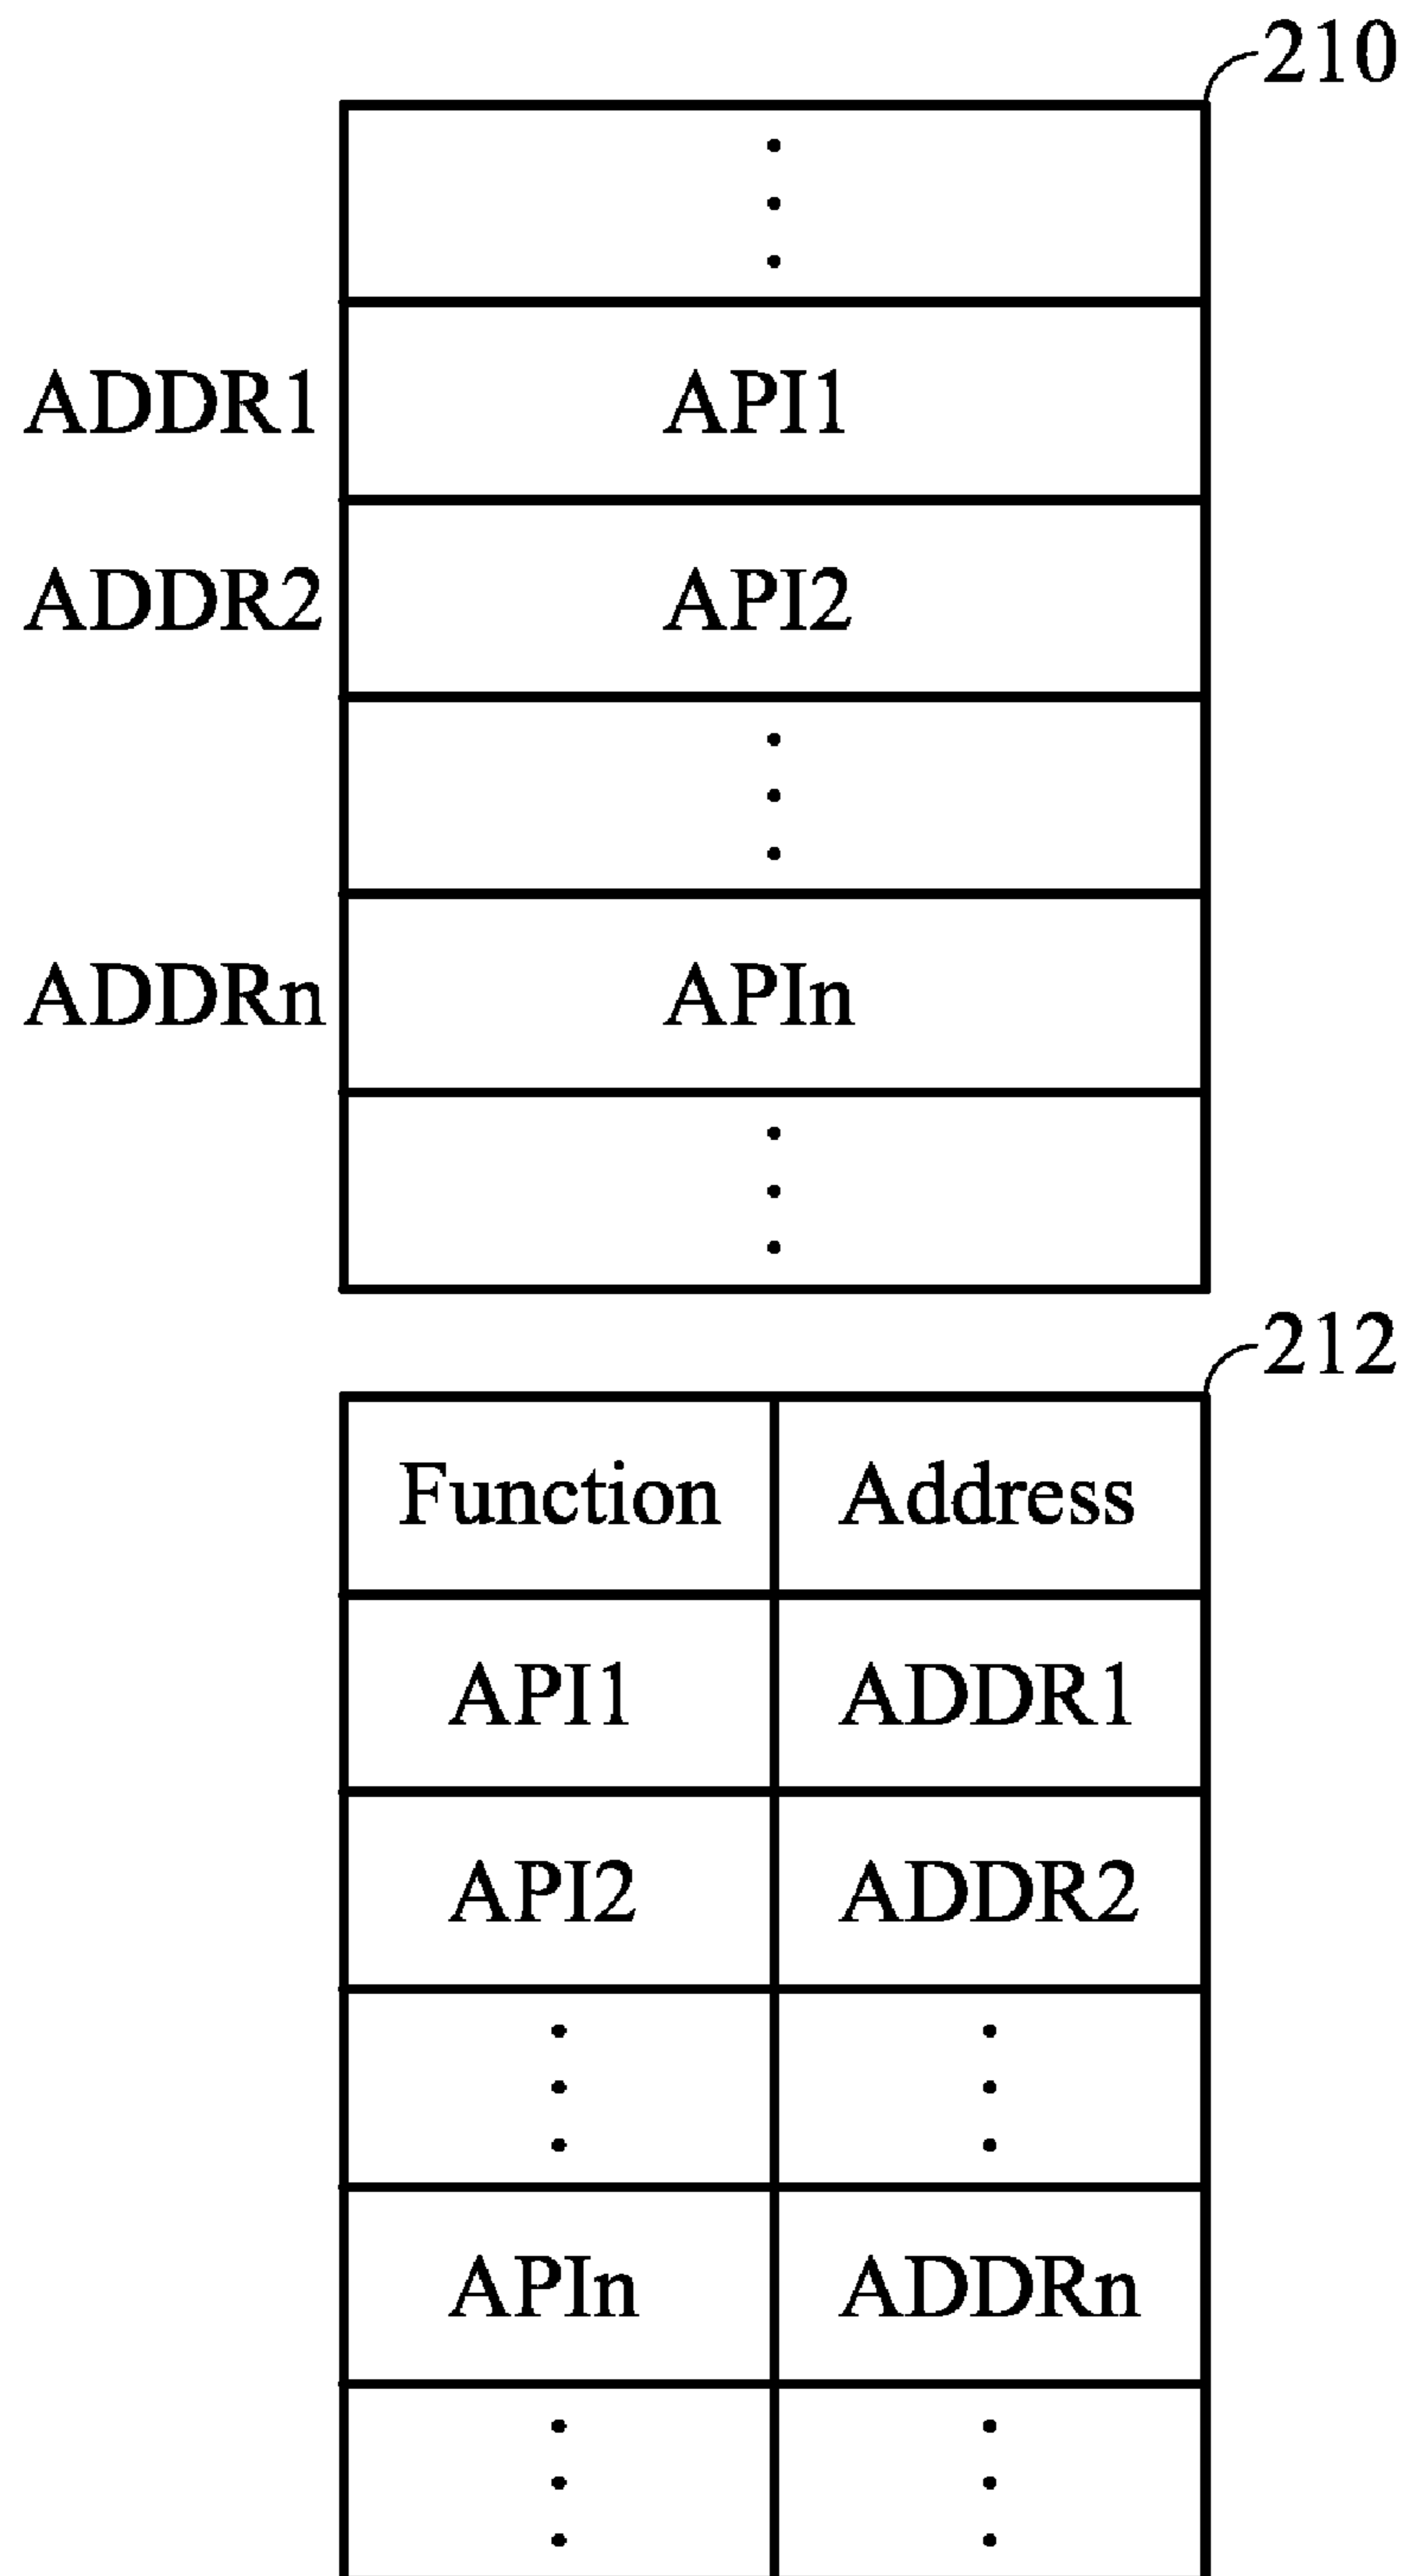 210
ADDR1 API1
ADDR2 API2
ADDRn APIn
212
Function Address
API1 ADDR1
API2 ADDR2
APIn ADDRn